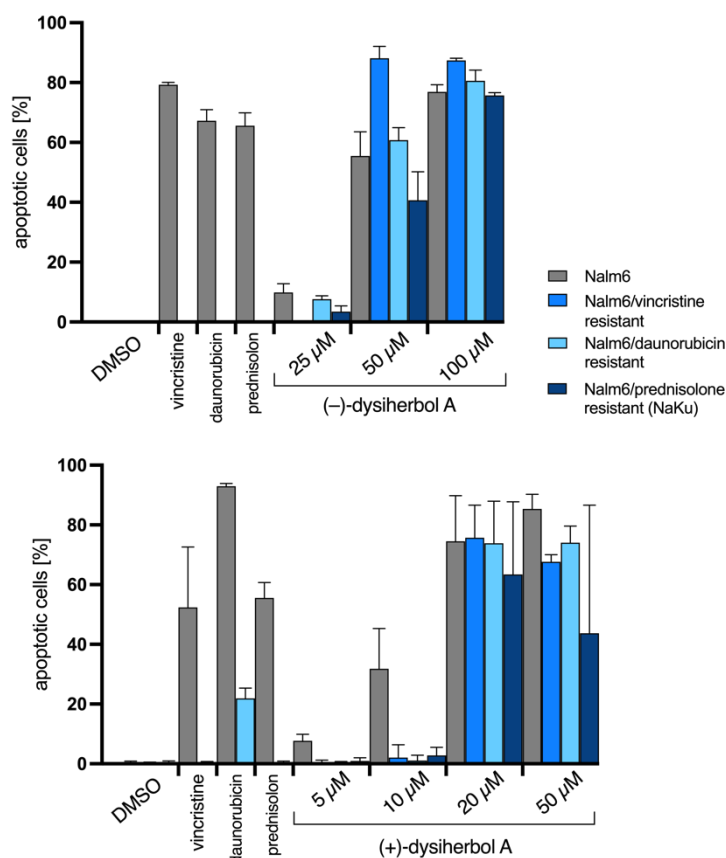 apoptotic cells [%]
100
80
60
40
20
0
DMSO
vincristine
daunorubicin
prednisolon
25 µM
50 µM
100 µM
(–)-dysiherbol A
Nalm6
Nalm6/vincristine
resistant
Nalm6/daunorubicin
resistant
Nalm6/prednisolone
resistant (NaKu)
apoptotic cells [%]
100
80
60
40
20
0
DMSO
vincristine
daunorubicin
prednisolon
5 µM
10 µM
20 µM
50 µM
(+)-dysiherbol A